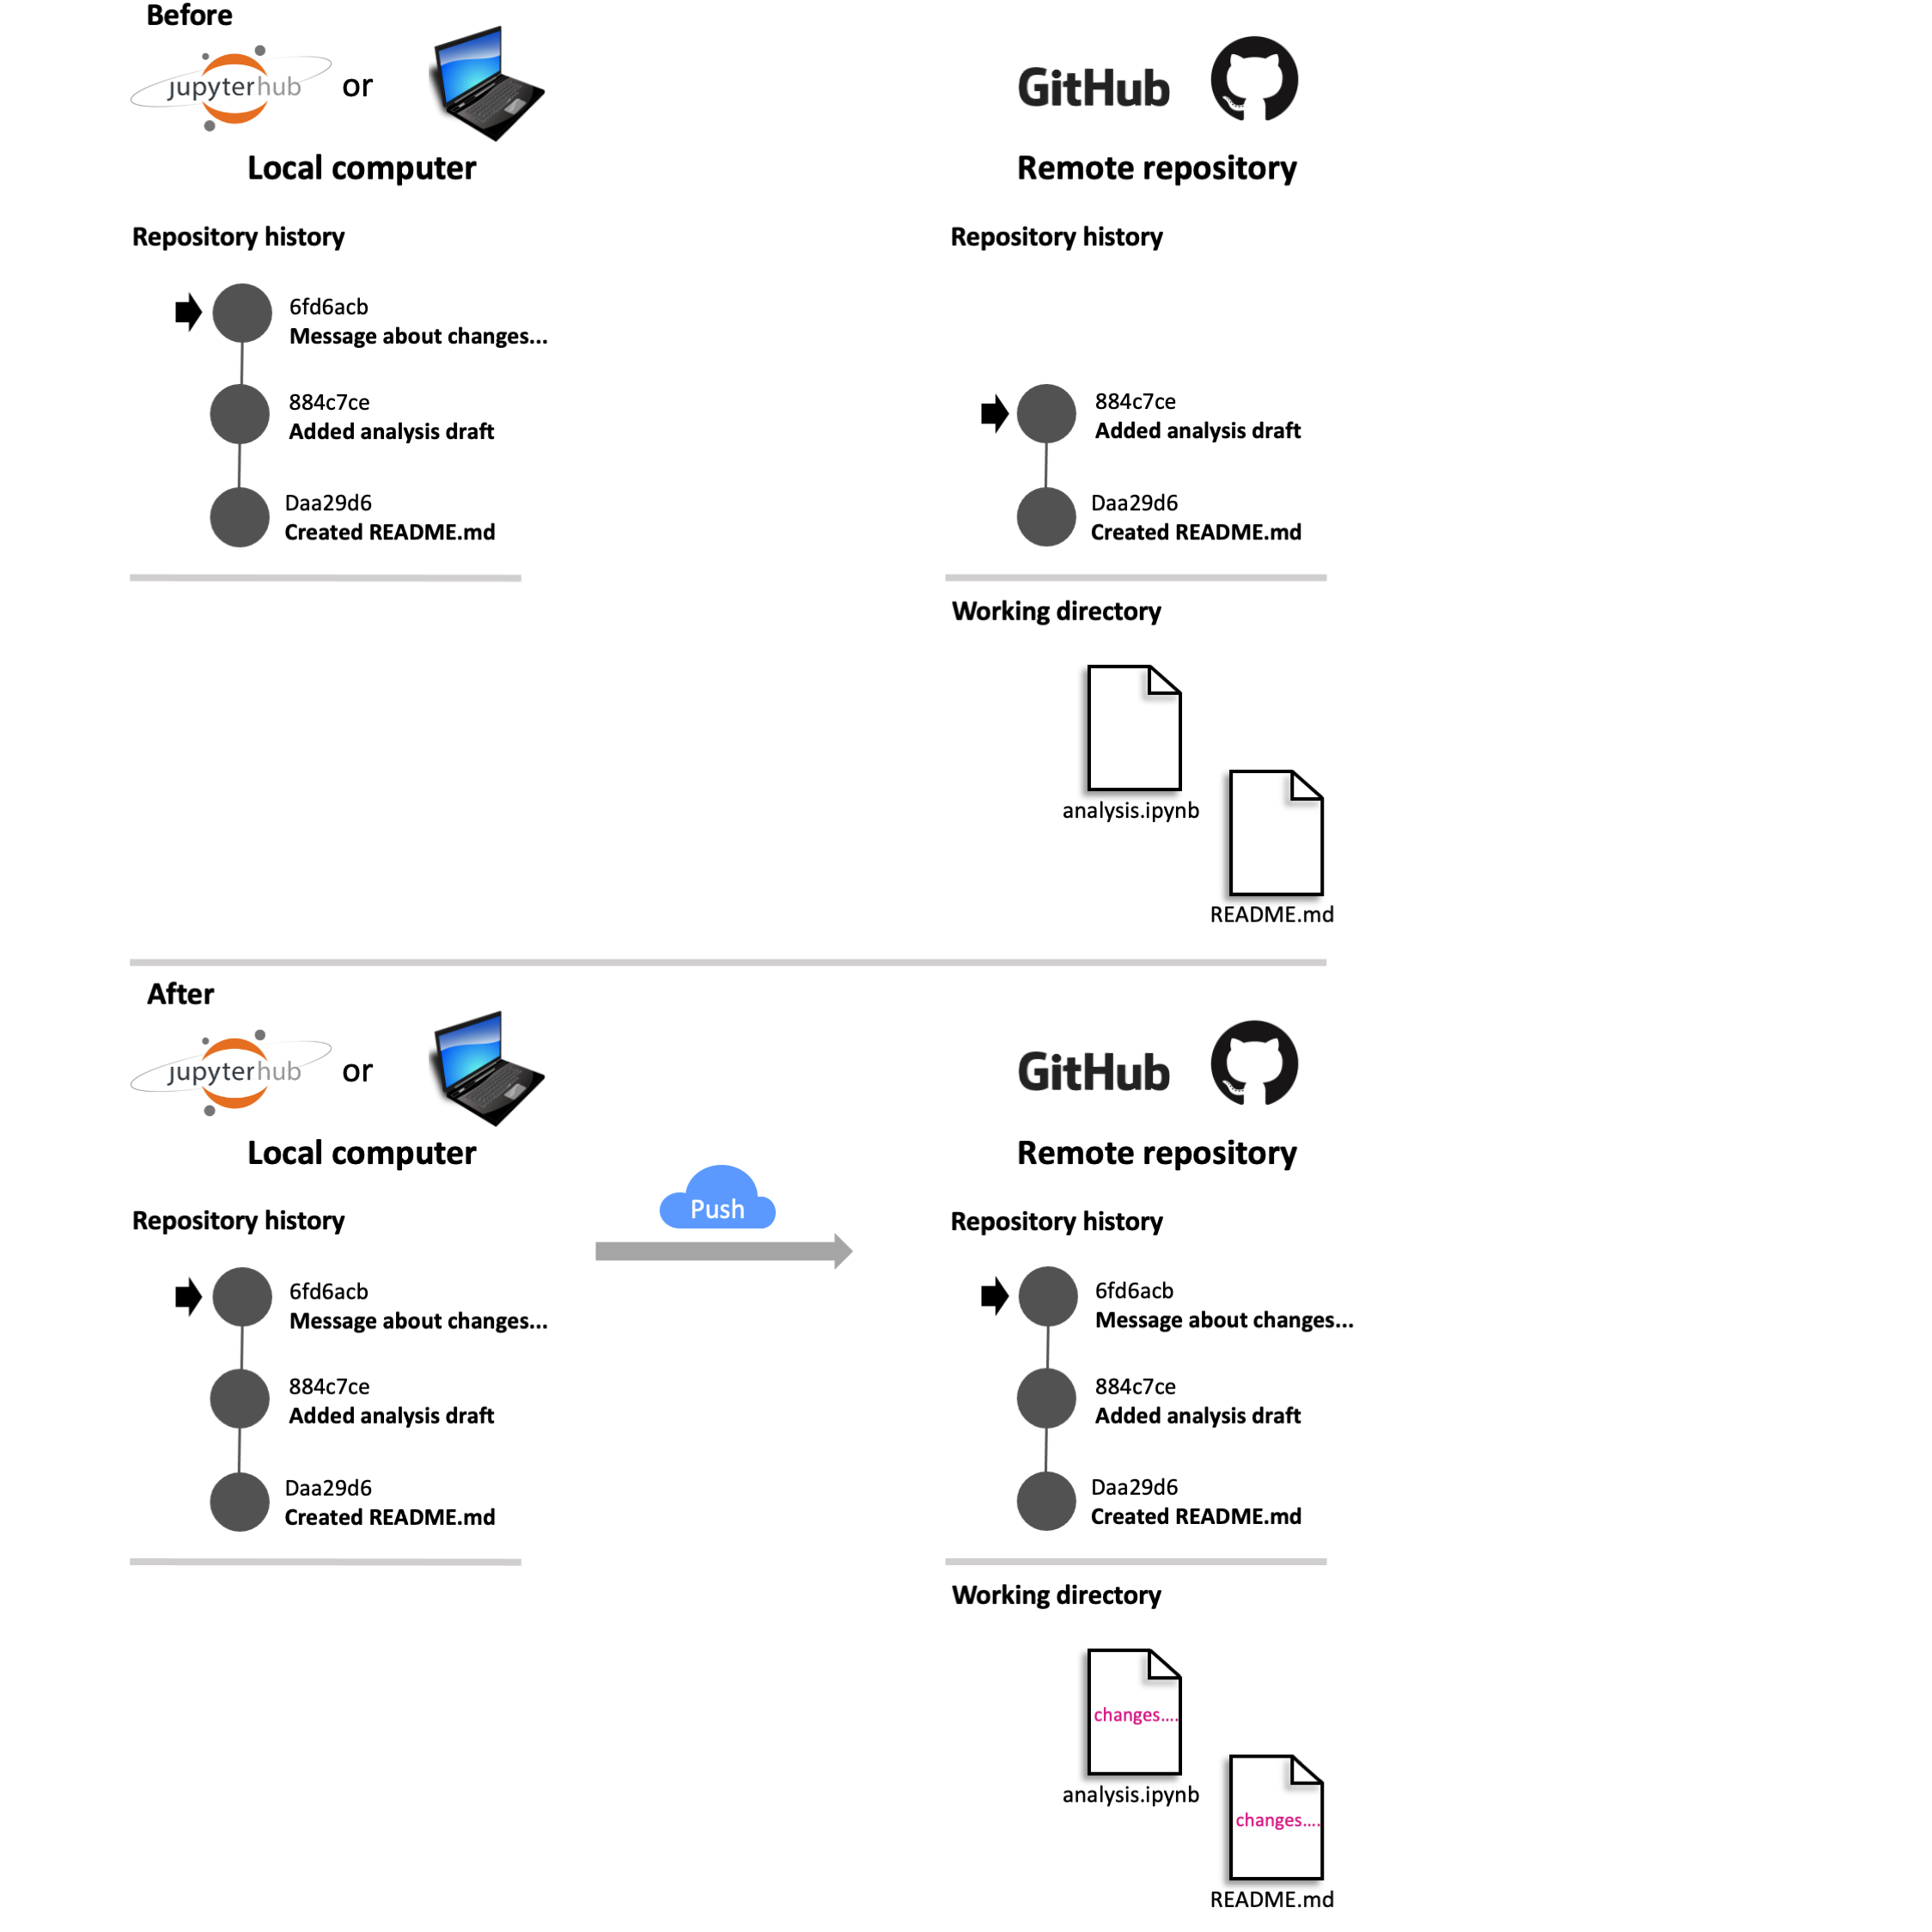 Before
jupyterhub or
GitHub
Local computer
Remote repository
Repository history
Repository history
6fd6acb
Message about changes...
884c7ce
Added analysis draft
884c7ce
Added analysis draft
Daa29d6
Created README.md
Daa29d6
Created README.md
Working directory
analysis.ipynb
README.md
After
jupyterhub or
GitHub
Local computer
Remote repository
Push
Repository history
Repository history
6fd6acb
Message about changes...
6fd6acb
Message about changes...
884c7ce
Added analysis draft
884c7ce
Added analysis draft
Daa29d6
Created README.md
Daa29d6
Created README.md
Working directory
changes....
analysis.ipynb
changes....
README.md